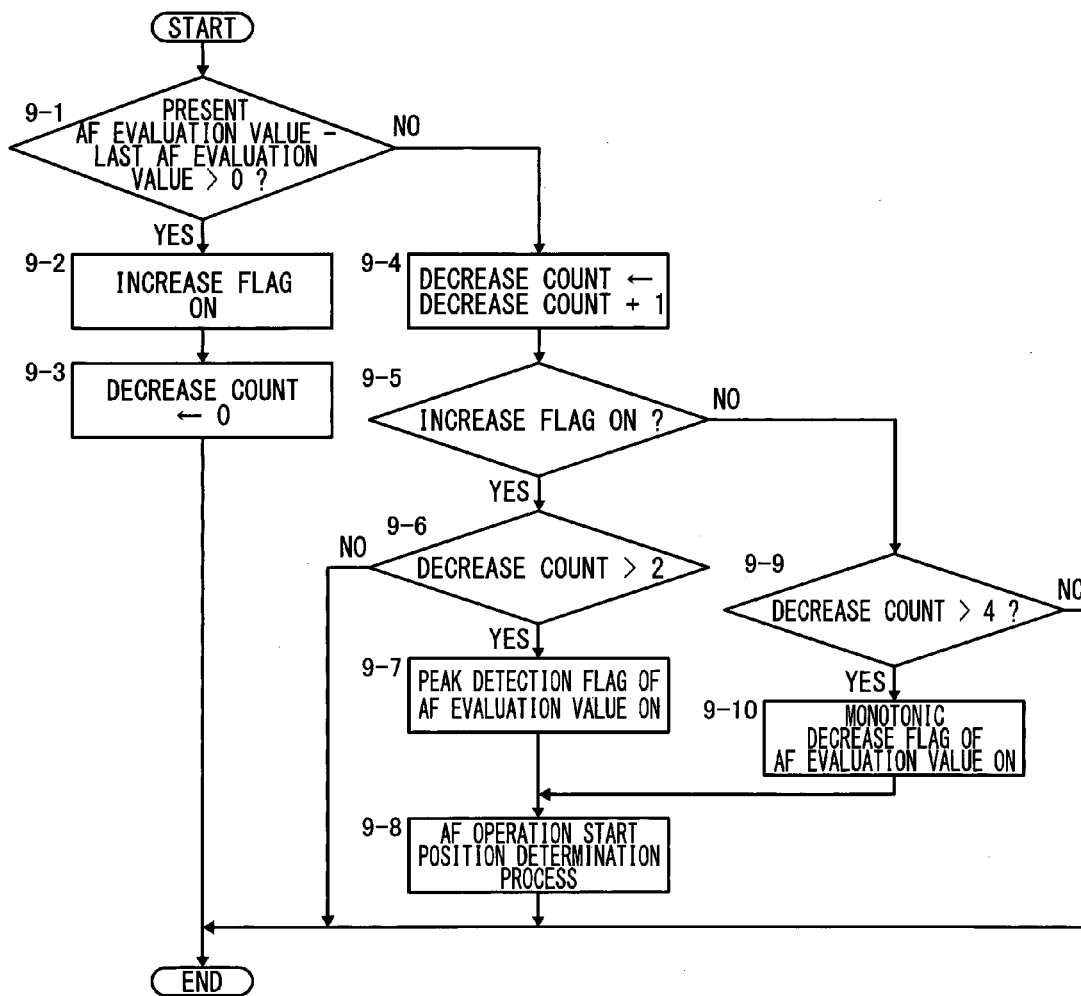 START
9-1
PRESENT
AF EVALUATION VALUE -
LAST AF EVALUATION
VALUE > 0 ?
NO
YES
9-2
INCREASE FLAG
ON
9-3
DECREASE COUNT
← 0
9-4
DECREASE COUNT ←
DECREASE COUNT + 1
9-5
INCREASE FLAG ON ?
NO
YES
9-6
NO
DECREASE COUNT > 2
YES
9-7
PEAK DETECTION FLAG OF
AF EVALUATION VALUE ON
9-9
DECREASE COUNT > 4 ?
NO
YES
9-10
MONOTONIC
DECREASE FLAG OF
AF EVALUATION VALUE ON
9-8
AF OPERATION START
POSITION DETERMINATION
PROCESS
END